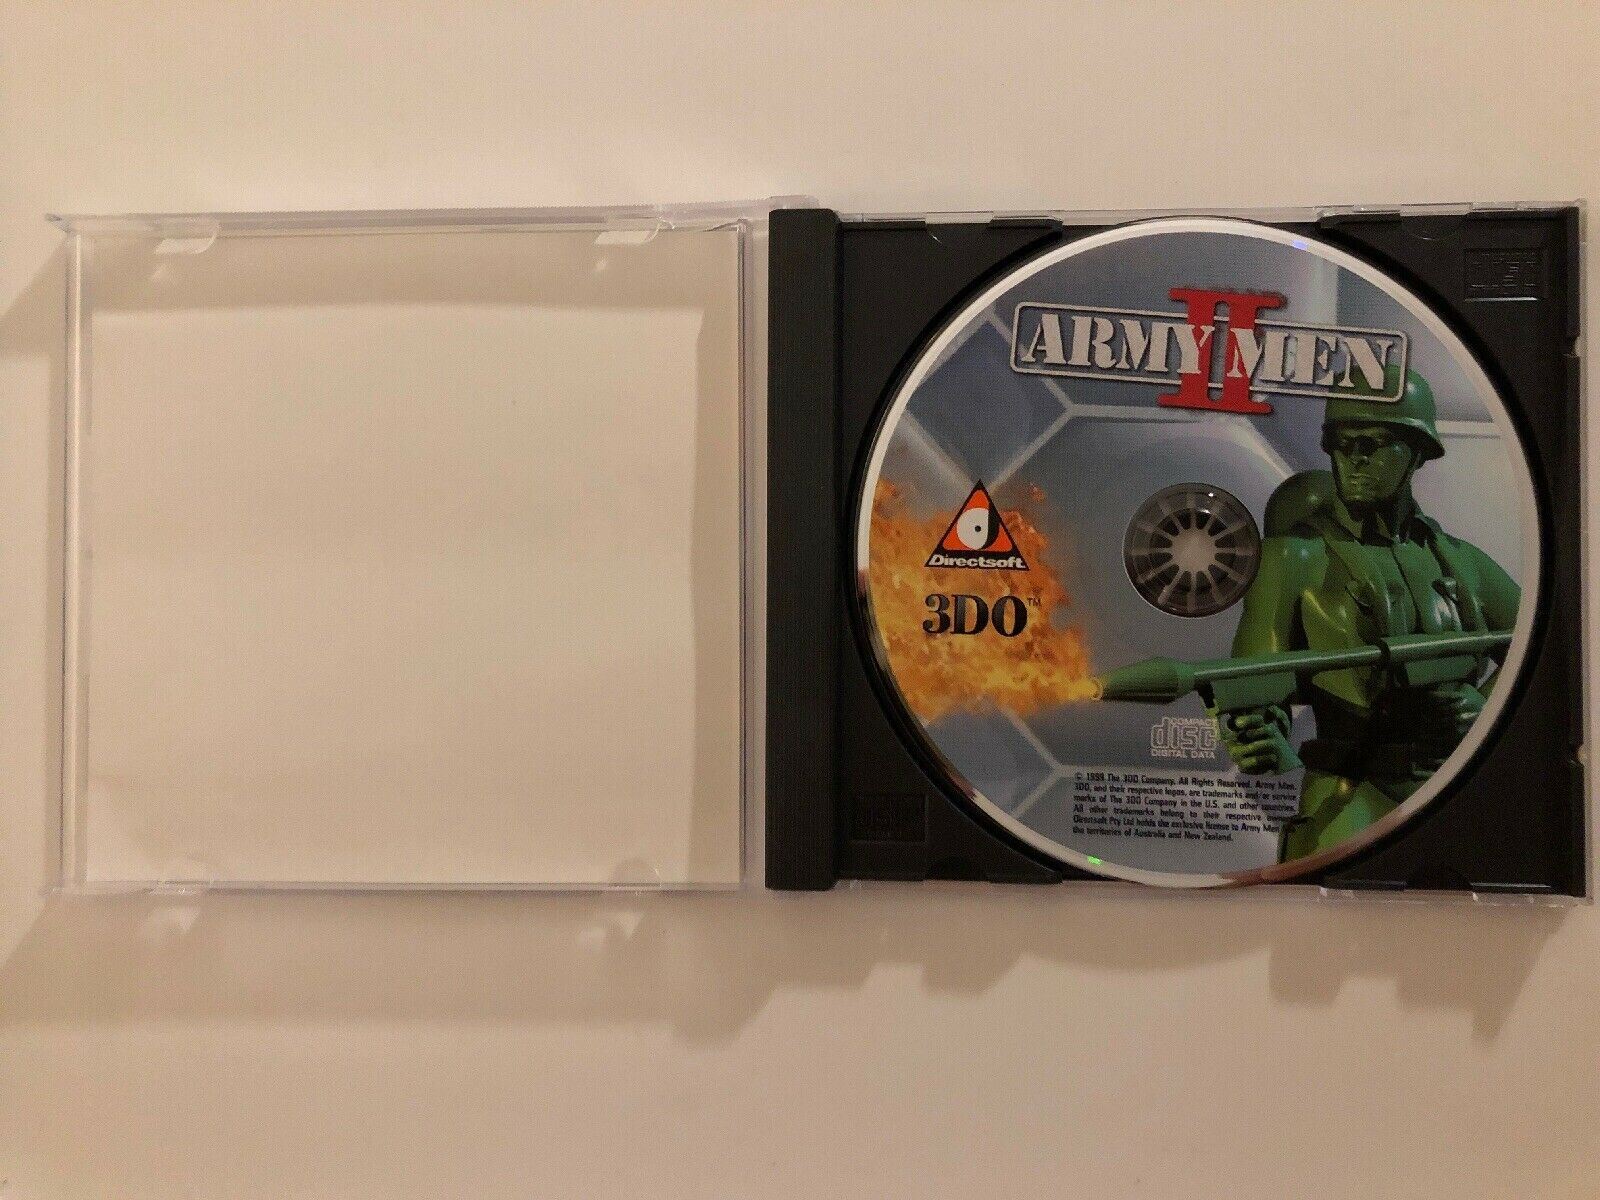 ARMY MEN
II
Directsoft
3DO™
COMPACT
disc
DIGITAL DATA
© 1999 The 3DO Company. All Rights Reserved. Army Men,
3DO, and their respective logos, are trademarks and/or service
marks of The 3DO Company in the U.S. and other countries.
All other trademarks belong to their respective owners.
Directsoft Pty Ltd holds the exclusive license to Army Men
the territories of Australia and New Zealand.